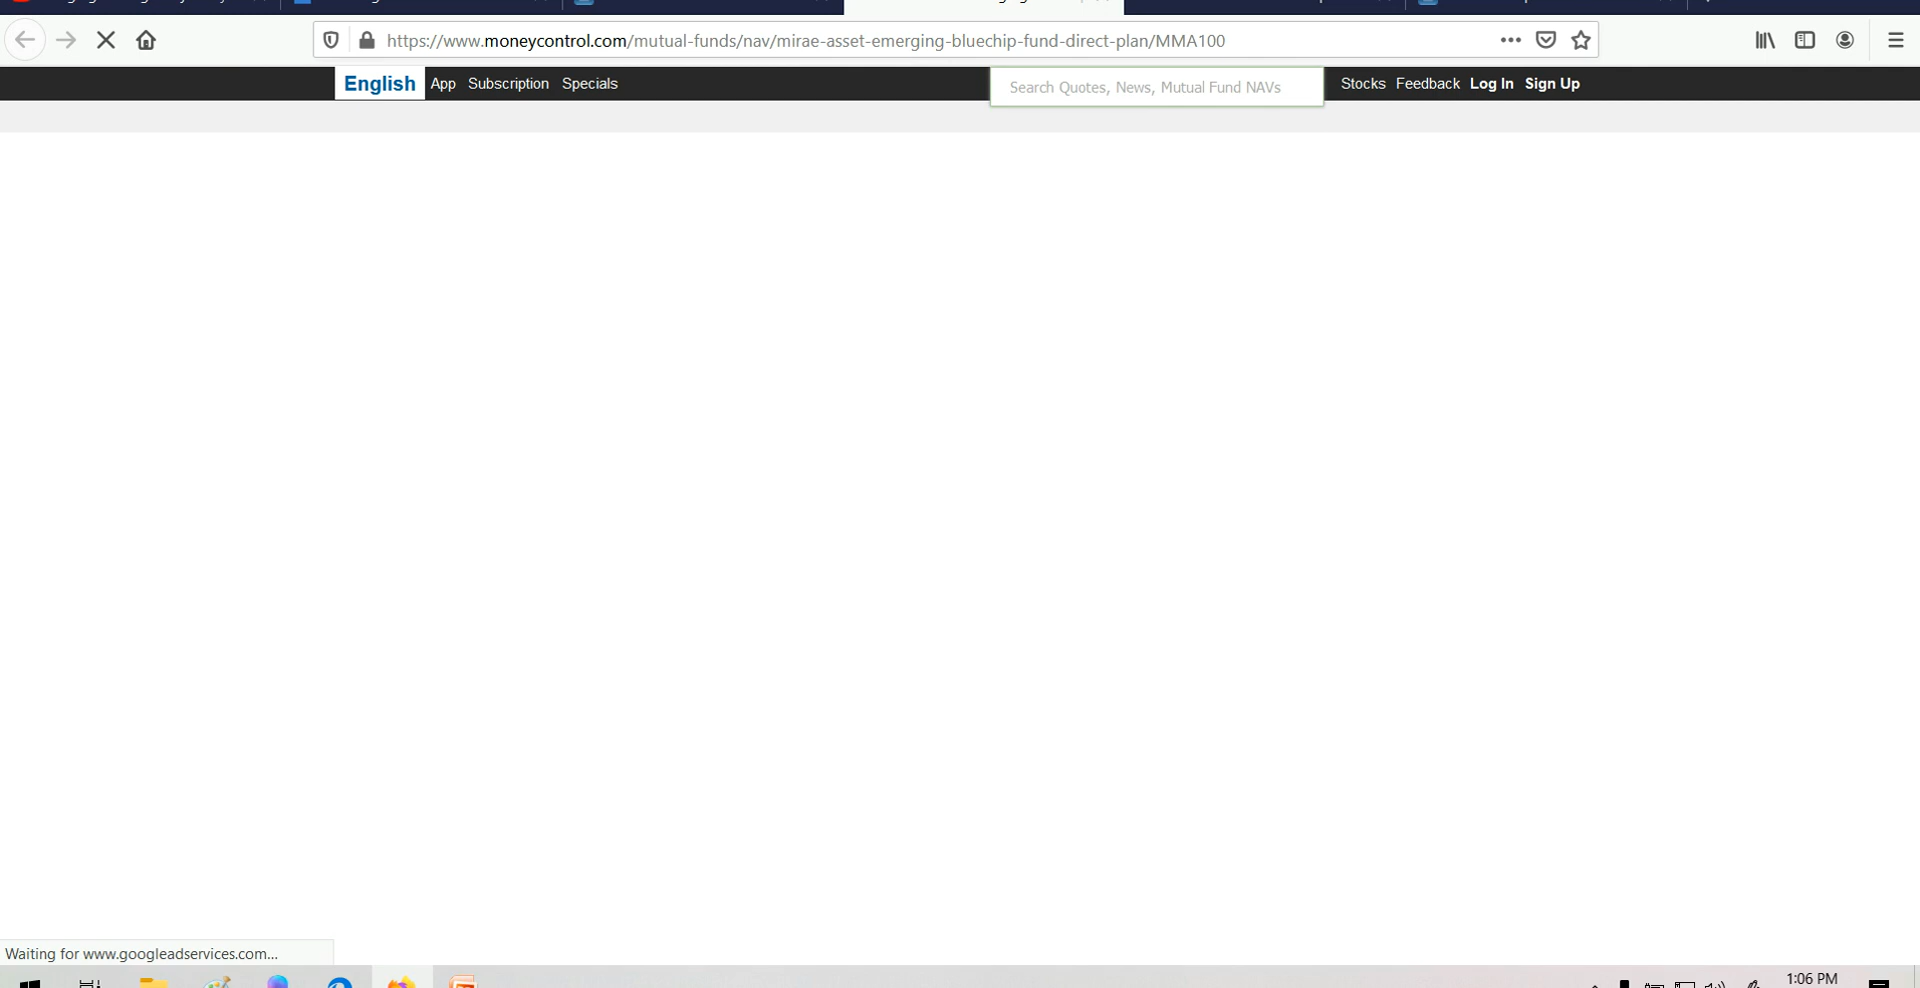 https://www.moneycontrol.com/mutual-funds/nav/mirae-asset-emerging-bluechip-fund-direct-plan/MMA100
English App Subscription Specials Search Quotes, News, Mutual Fund NAVs Stocks Feedback Log In Sign Up
Waiting for www.googleadservices.com...
1:06 PM